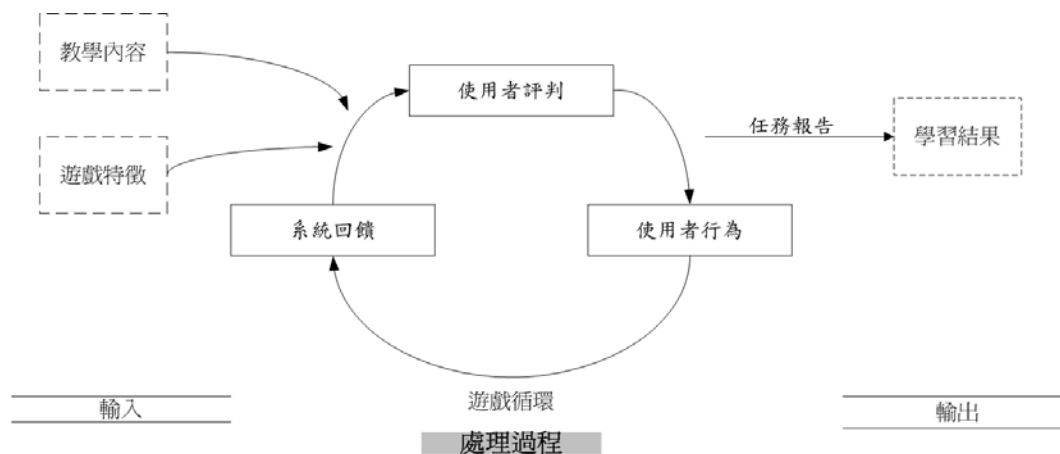 教學內容
使用者評判
任務報告
學習結果
遊戲特徵
系統回饋
使用者行為
遊戲循環
輸入
輸出
處理過程